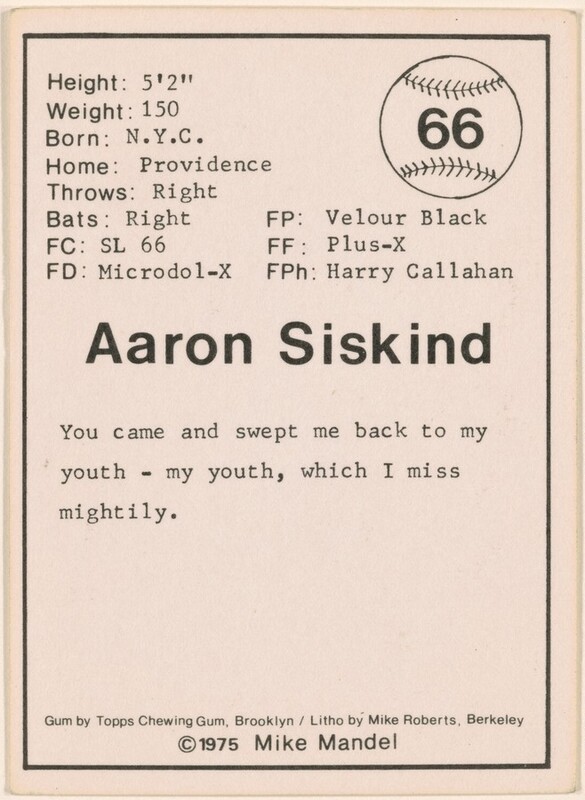 Height: 5'2"
Weight: 150
Born: N.Y.C.
Home: Providence
Throws: Right
Bats: Right FP: Velour Black
FC: SL 66 FF: Plus-X
FD: Microdol-X FPh: Harry Callahan
66
Aaron Siskind
You came and swept me back to my
youth - my youth, which I miss
mightily.
Gum by Topps Chewing Gum, Brooklyn / Litho by Mike Roberts, Berkeley
©1975 Mike Mandel